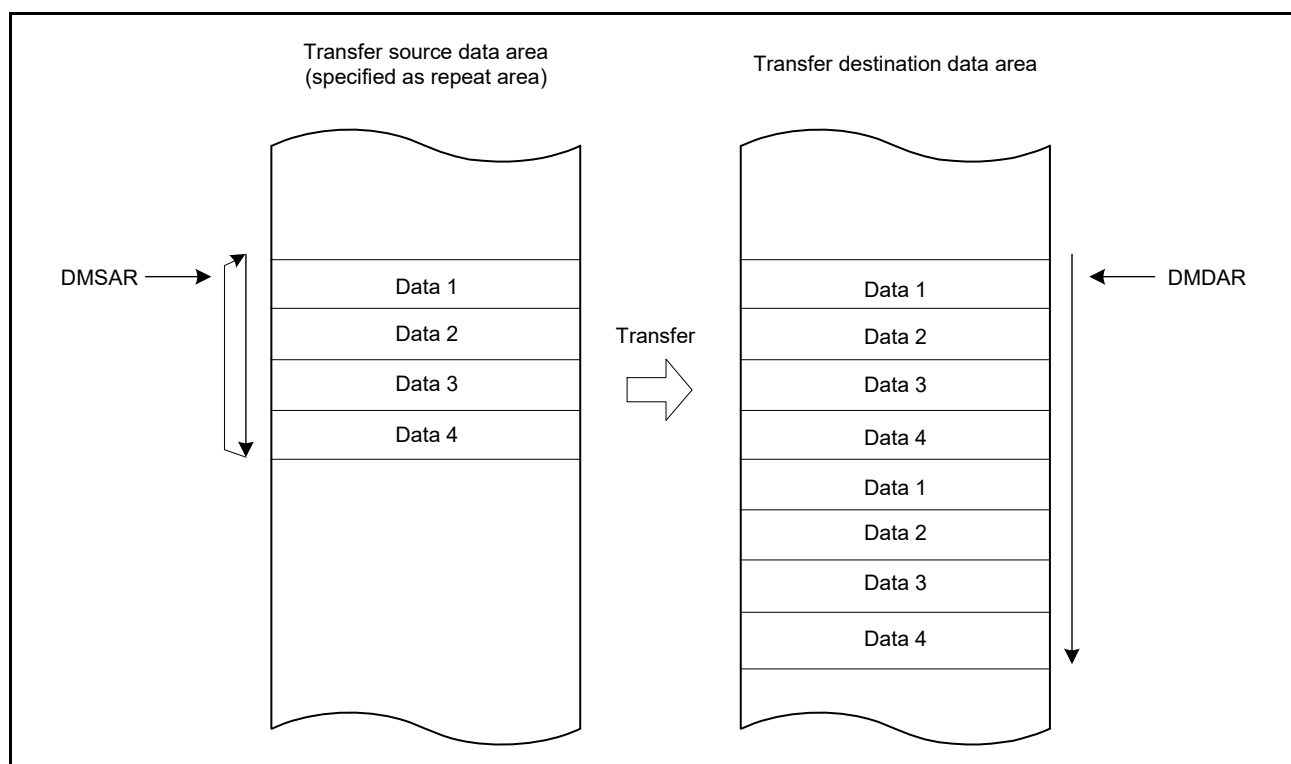 Transfer source data area
(specified as repeat area)
Transfer destination data area
DMSAR
Data 1
Data 2
Data 3
Data 4
Transfer
Data 1
Data 2
Data 3
Data 4
Data 1
Data 2
Data 3
Data 4
DMDAR